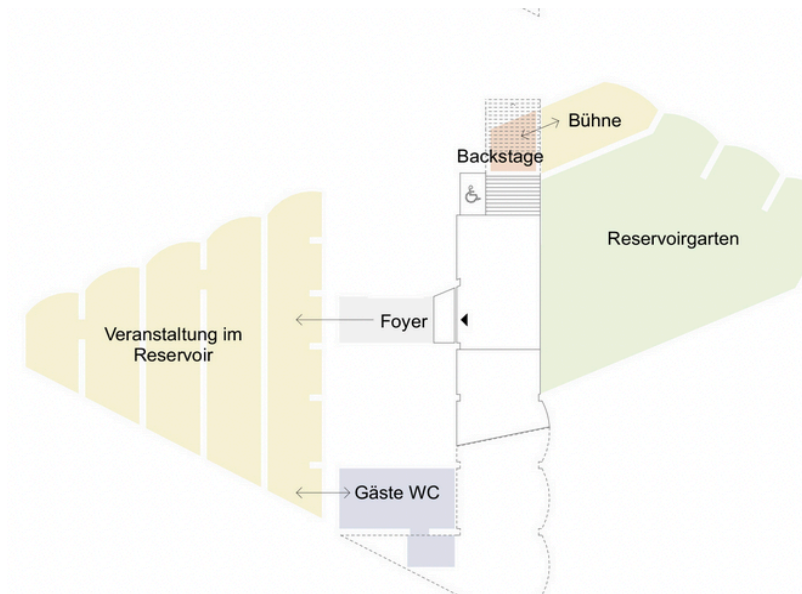 Bühne
Backstage
Reservoirgarten
Foyer
Veranstaltung im
Reservoir
Gäste WC